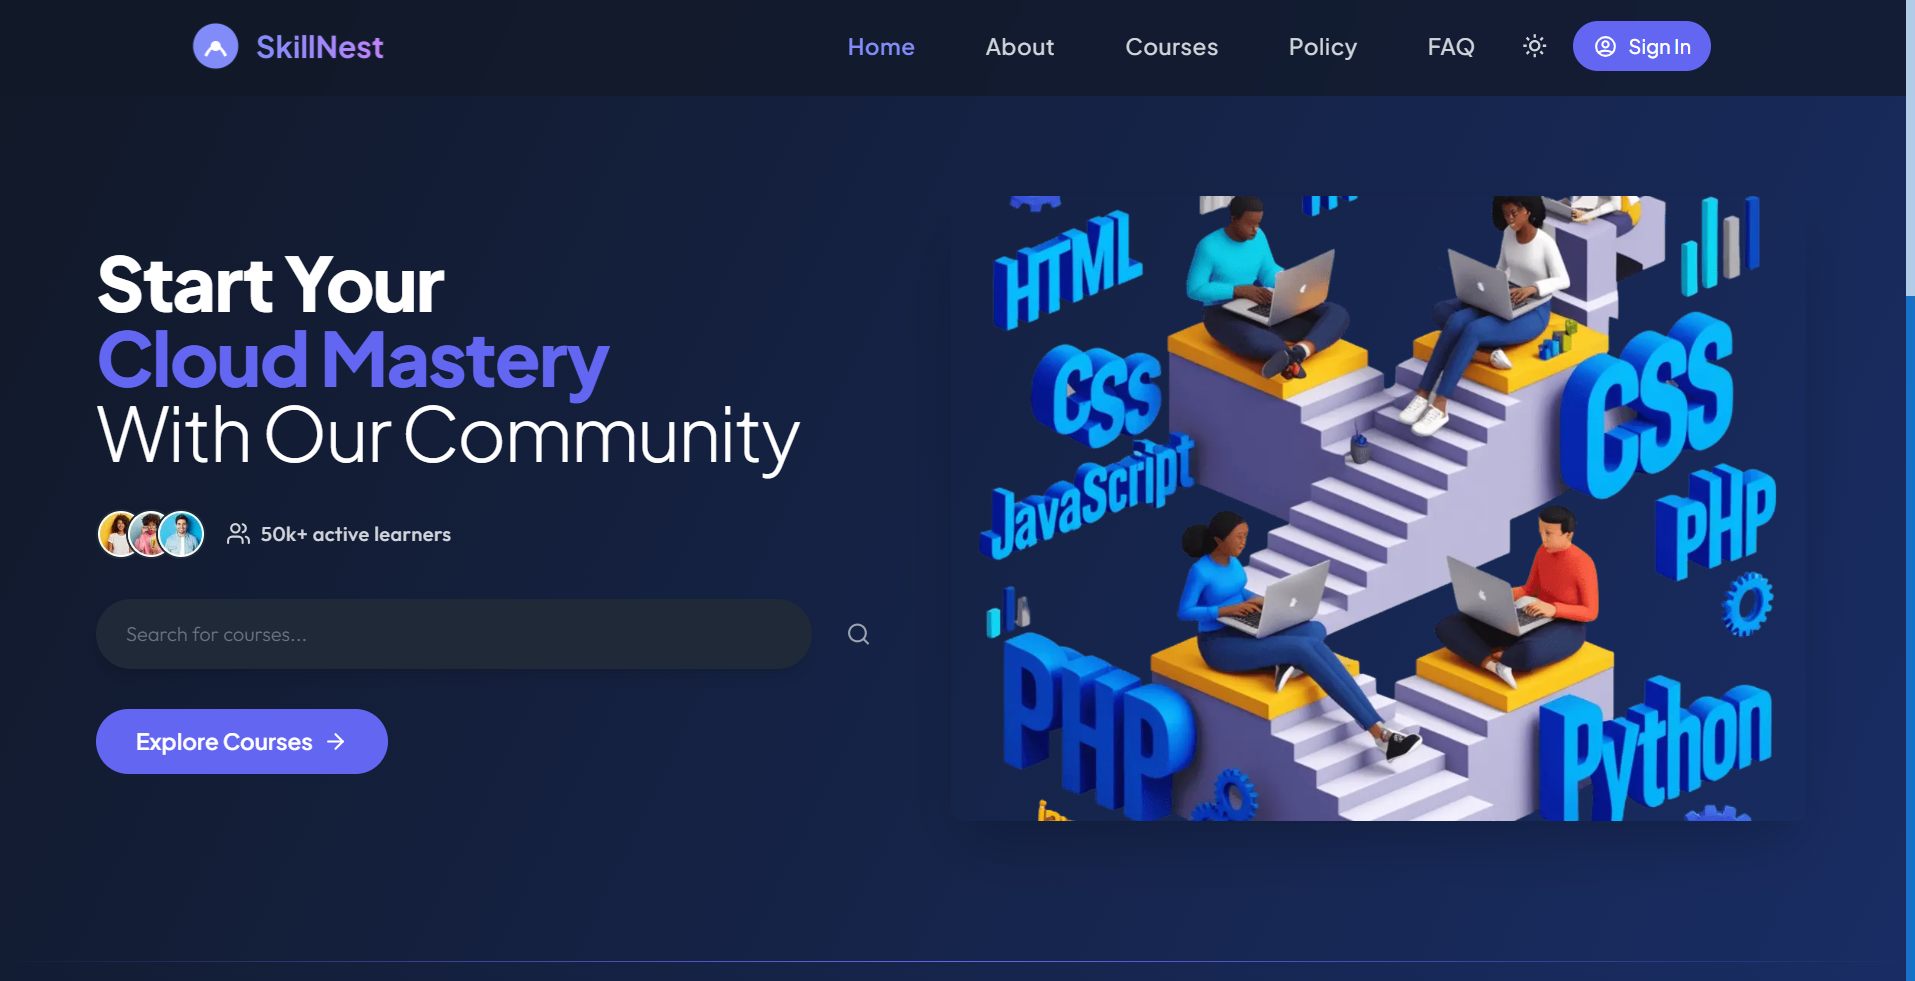 SkillNest
Home
About
Courses
Policy
FAQ
Sign In
Start Your
Cloud Mastery
With Our Community
50k+ active learners
Search for courses...
Explore Courses
HTML
CSS
JavaScript
PHP
CSS
PHP
Python